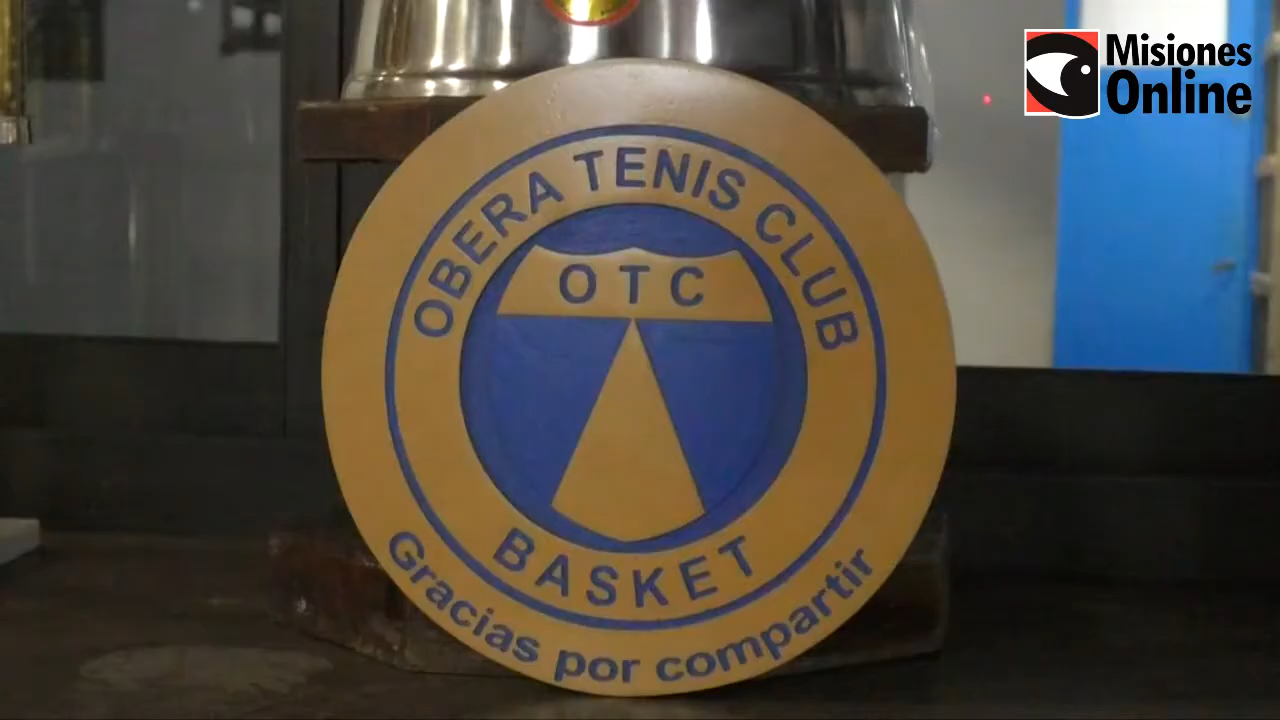 Misiones
Online
OBERA TENIS CLUB
OTC
BASKET
Gracias por compartir